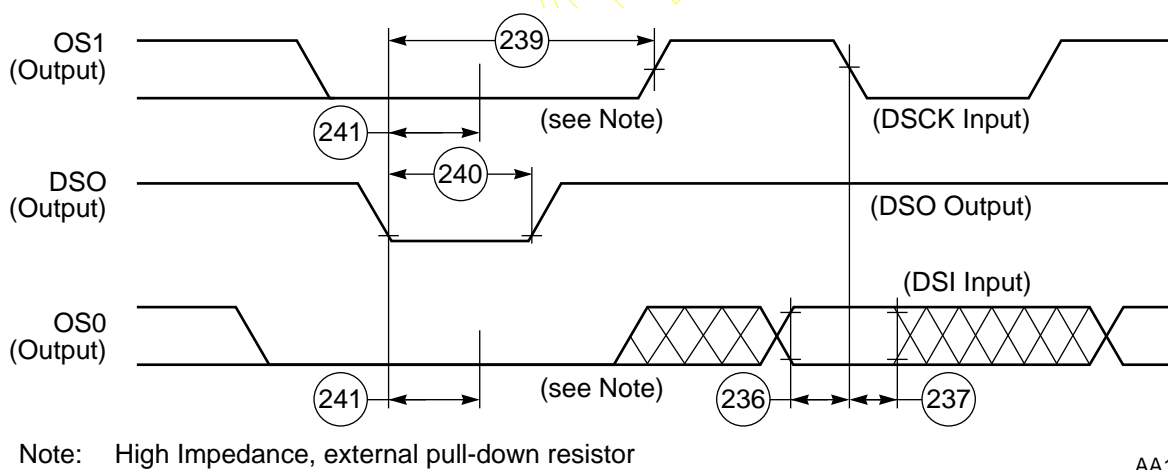 OS1
(Output)
239
(see Note)
(DSCK Input)
241
DSO
(Output)
240
(DSO Output)
(DSI Input)
OS0
(Output)
(see Note)
241
236
237
Note: High Impedance, external pull-down resistor